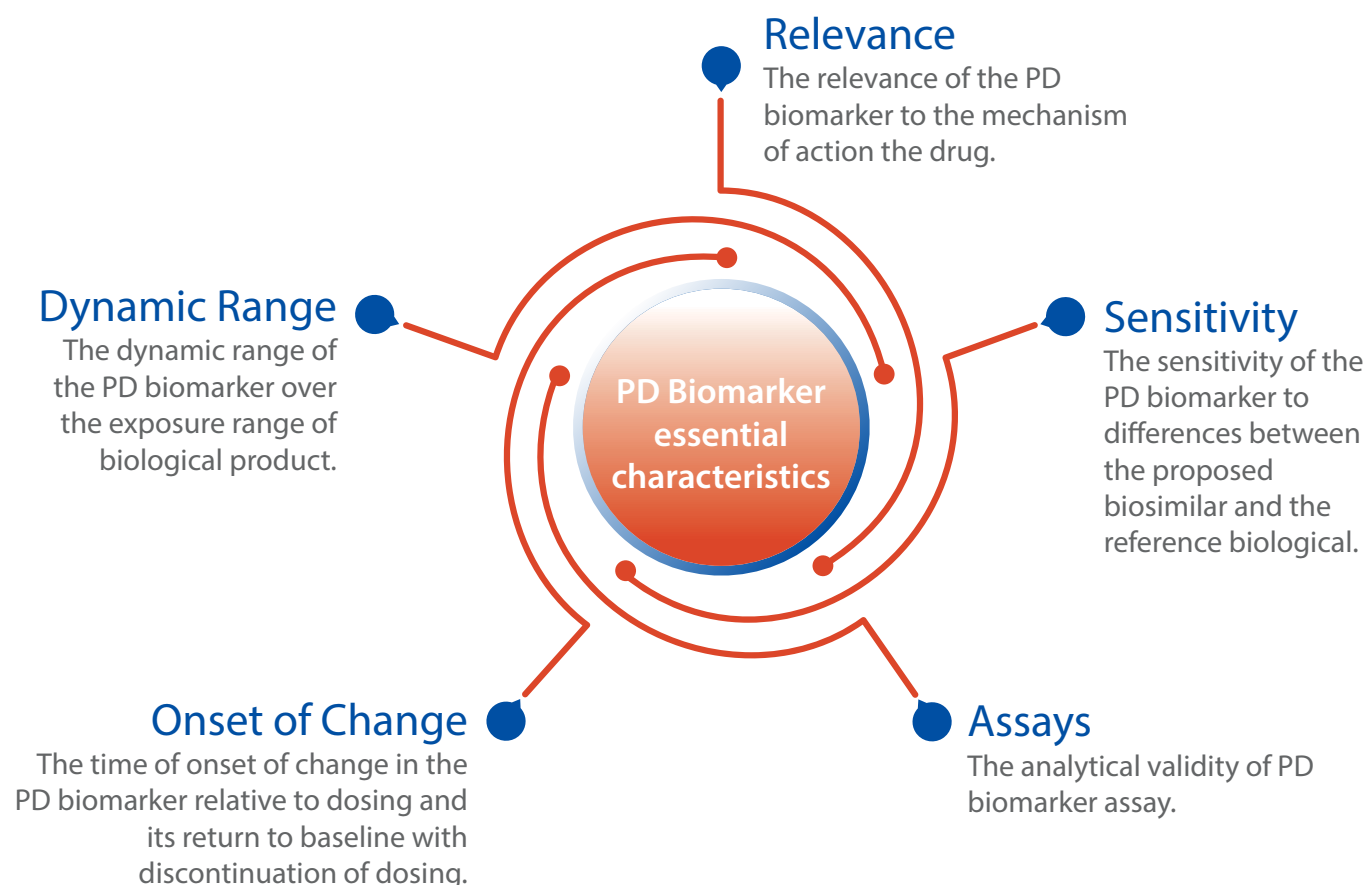 Relevance
The relevance of the PD
biomarker to the mechanism
of action the drug.
Dynamic Range
The dynamic range of
the PD biomarker over
the exposure range of
biological product.
PD Biomarker
essential
characteristics
Sensitivity
The sensitivity of the
PD biomarker to
differences between
the proposed
biosimilar and the
reference biological.
Onset of Change
The time of onset of change in the
PD biomarker relative to dosing and
its return to baseline with
discontinuation of dosing.
Assays
The analytical validity of PD
biomarker assay.